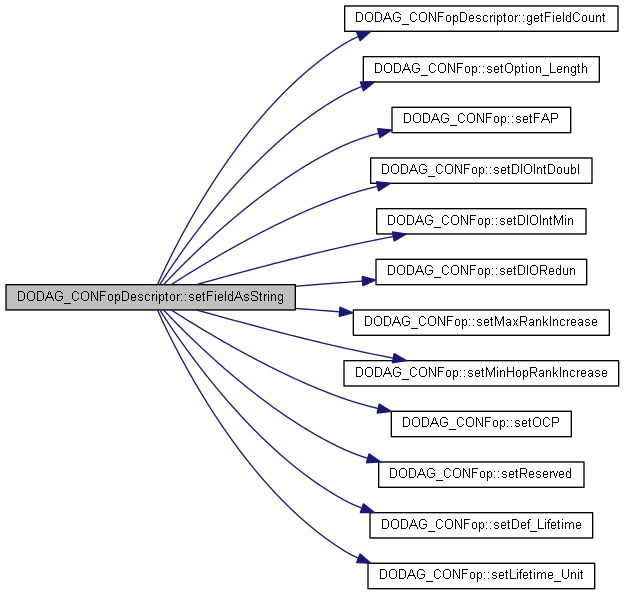 DODAG_CONFopDescriptor::getFieldCount
DODAG_CONFop::setOption_Length
DODAG_CONFop::setFAP
DODAG_CONFop::setDIOIntDoubl
DODAG_CONFop::setDIOIntMin
DODAG_CONFop::setDIORedun
DODAG_CONFopDescriptor::setFieldAsString
DODAG_CONFop::setMaxRankIncrease
DODAG_CONFop::setMinHopRankIncrease
DODAG_CONFop::setOCP
DODAG_CONFop::setReserved
DODAG_CONFop::setDef_Lifetime
DODAG_CONFop::setLifetime_Unit